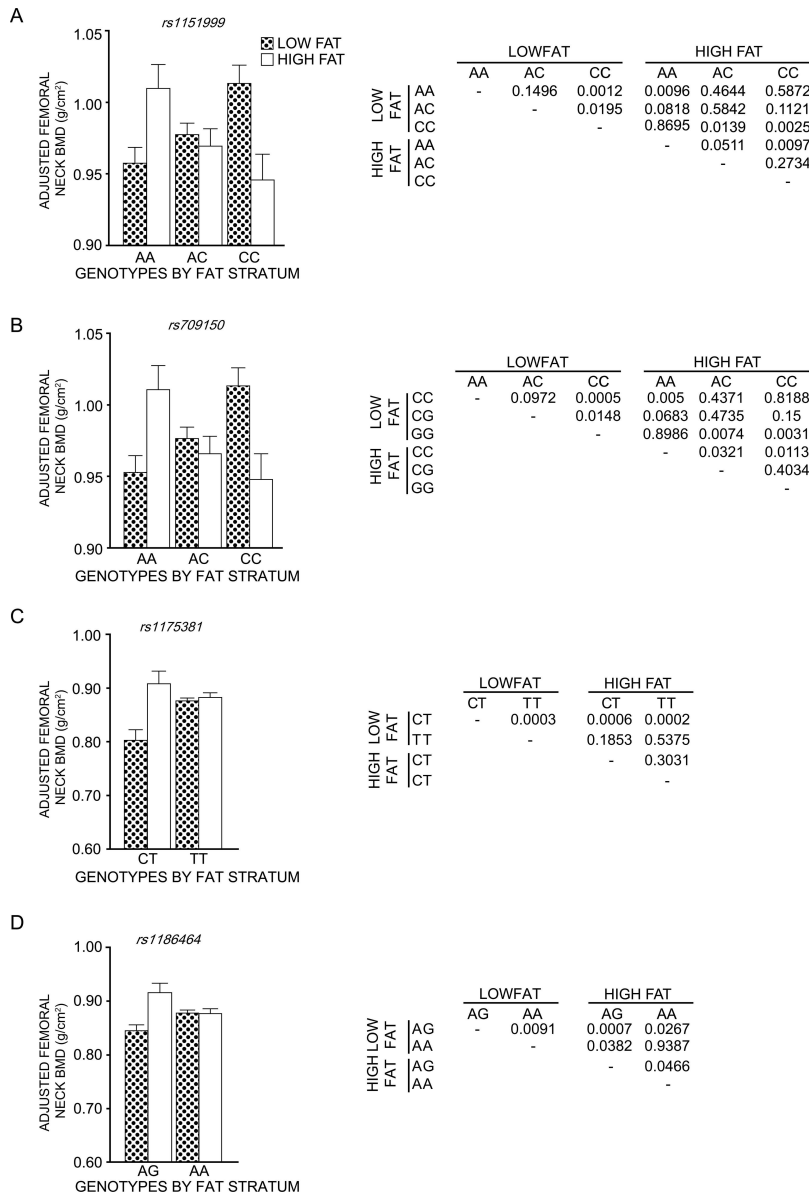 A
rs1151999
1.05
1.00
0.95
0.90
ADJUSTED FEMORAL
NECK BMD (g/cm²)
LOW FAT
HIGH FAT
AA AC CC
GENOTYPES BY FAT STRATUM
LOWFAT HIGH FAT
AA AC CC AA AC CC
LOW FAT
HIGH FAT
AA - 0.1496 0.0012 0.0096 0.4644 0.5872
AC - 0.0195 0.0818 0.5842 0.1121
CC - 0.8695 0.0139 0.0025
AA - 0.0511 0.0097
AC - 0.2734
CC -
B
rs709150
1.05
1.00
0.95
0.90
ADJUSTED FEMORAL
NECK BMD (g/cm²)
AA AC CC
GENOTYPES BY FAT STRATUM
LOWFAT HIGH FAT
AA AC CC AA AC CC
LOW FAT
HIGH FAT
CC - 0.0972 0.0005 0.005 0.4371 0.8188
CG - 0.0148 0.0683 0.4735 0.15
GG - 0.8986 0.0074 0.0031
CC - 0.0321 0.0113
CG - 0.4034
GG -
C
rs1175381
1.00
0.90
0.80
0.70
0.60
ADJUSTED FEMORAL
NECK BMD (g/cm²)
CT TT
GENOTYPES BY FAT STRATUM
LOWFAT HIGH FAT
CT TT CT TT
LOW FAT
HIGH FAT
CT - 0.0003 0.0006 0.0002
TT - 0.1853 0.5375
CT - 0.3031
CT -
D
rs1186464
1.00
0.90
0.80
0.70
0.60
ADJUSTED FEMORAL
NECK BMD (g/cm²)
AG AA
GENOTYPES BY FAT STRATUM
LOWFAT HIGH FAT
AG AA AG AA
LOW FAT
HIGH FAT
AG - 0.0091 0.0007 0.0267
AA - 0.0382 0.9387
AG - 0.0466
AA -